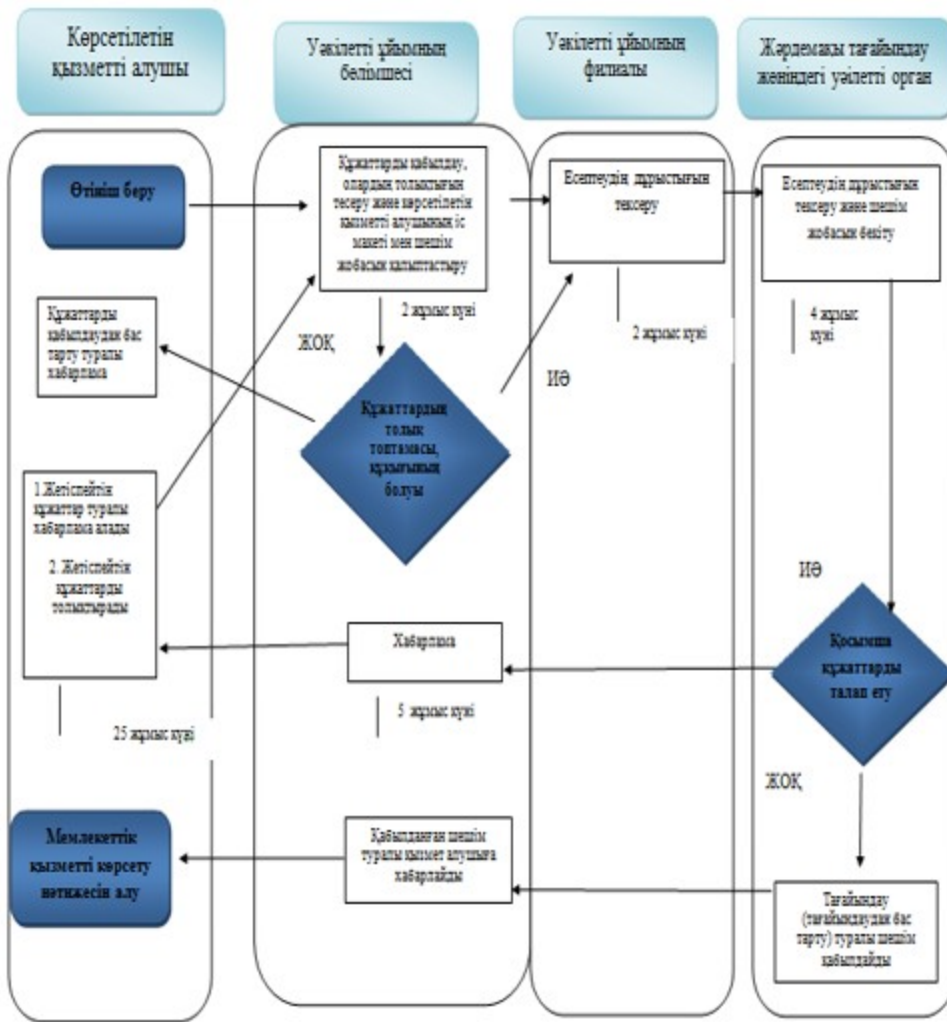 Көрсетілетін
қызметті алушы
Уәкілетті ұйымның
бөлімшесі
Уәкілетті ұйымның
филиалы
Жәрдемақы тағайындау
жөніндегі уәілетті орган
Өтініш беру
Құжаттарды қабылдау,
олардың толықтығын
тесеру және көрсетілетін
қызметті алушының іс
макеті мен шешім
жобасын қалыптастыру
Есептеудің дұрыстығын
тексеру
Есептеудің дұрыстығын
тексеру және шешім
жобасын бекіту
2 жұмыс күні
2 жұмыс күні
4 жұмыс
күні
Құжаттарды
қабылдаудан бас
тарту туралы
хабарлама
ЖОҚ
ИӘ
Құжаттардың
толық
топтамасы,
құқығының
болуы
1.Жетіспейтін
құжаттар туралы
хабарлама алады
2. Жетіспейтін
құжаттарды
толықтырады
ИӘ
Хабарлама
Қосымша
құжаттарды
талап ету
5 жұмыс күні
25 жұмыс күні
ЖОҚ
Мемлекеттік
қызметті көрсету
нәтижесін алу
Қабылданған шешім
туралы қызмет алушыға
хабарлайды
Тағайындау
(тағайындаудан бас
тарту) туралы шешім
қабылдайды